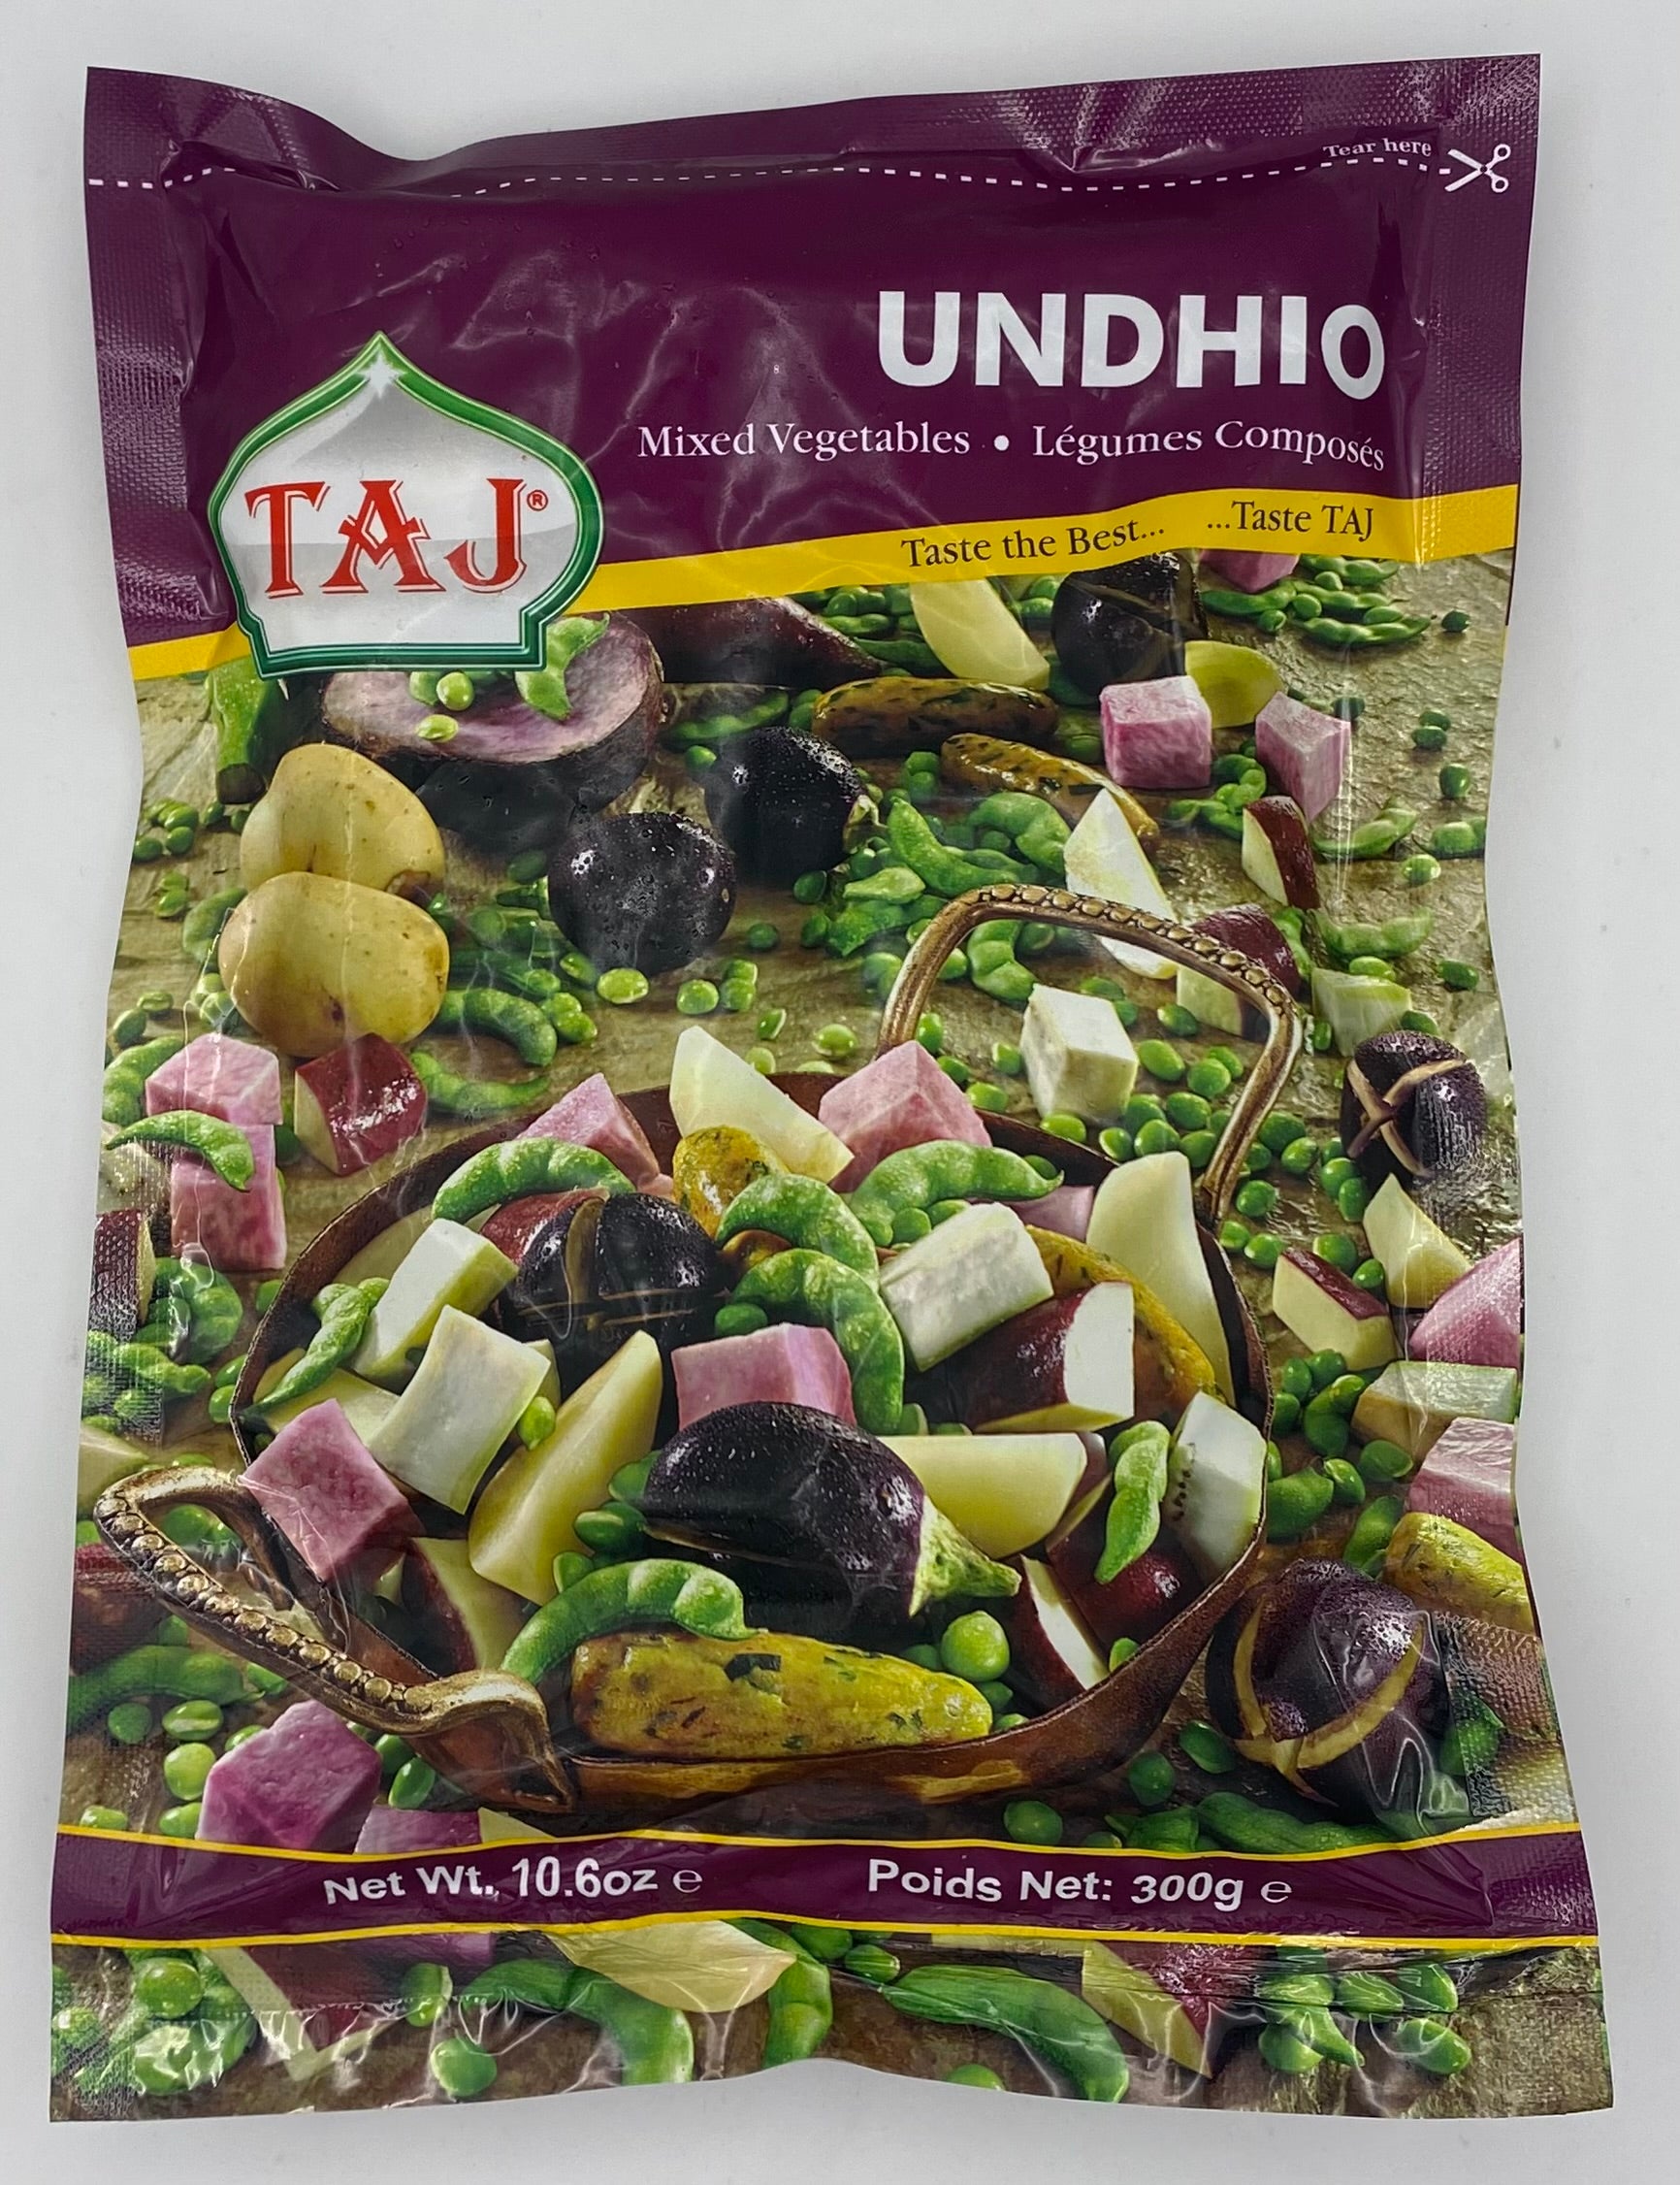 Tear here
UNDHIO
Mixed Vegetables • Légumes Composés
TAJ®
Taste the Best... ...Taste TAJ
Net Wt. 10.6oz ℮ Poids Net: 300g ℮